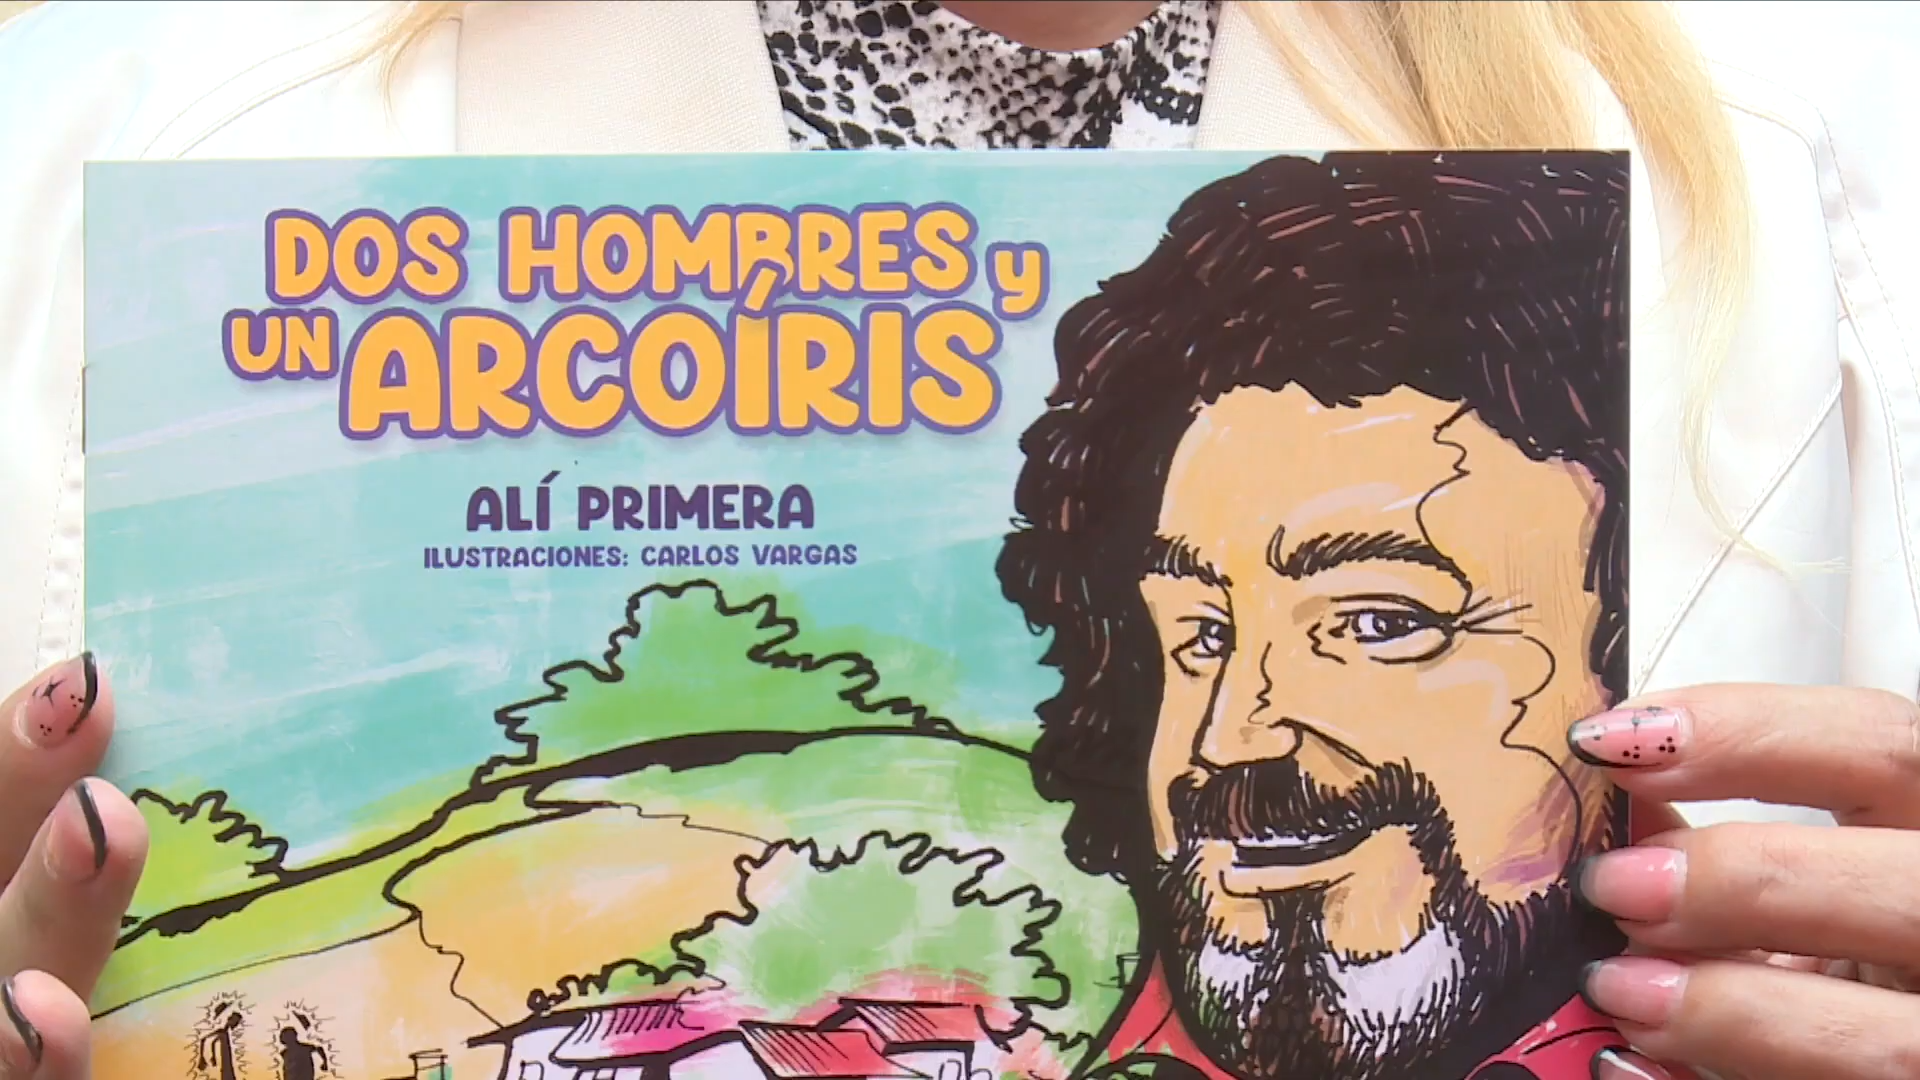 DOS HOMBRES y
UN ARCOÍRIS
ALÍ PRIMERA
ILUSTRACIONES: CARLOS VARGAS